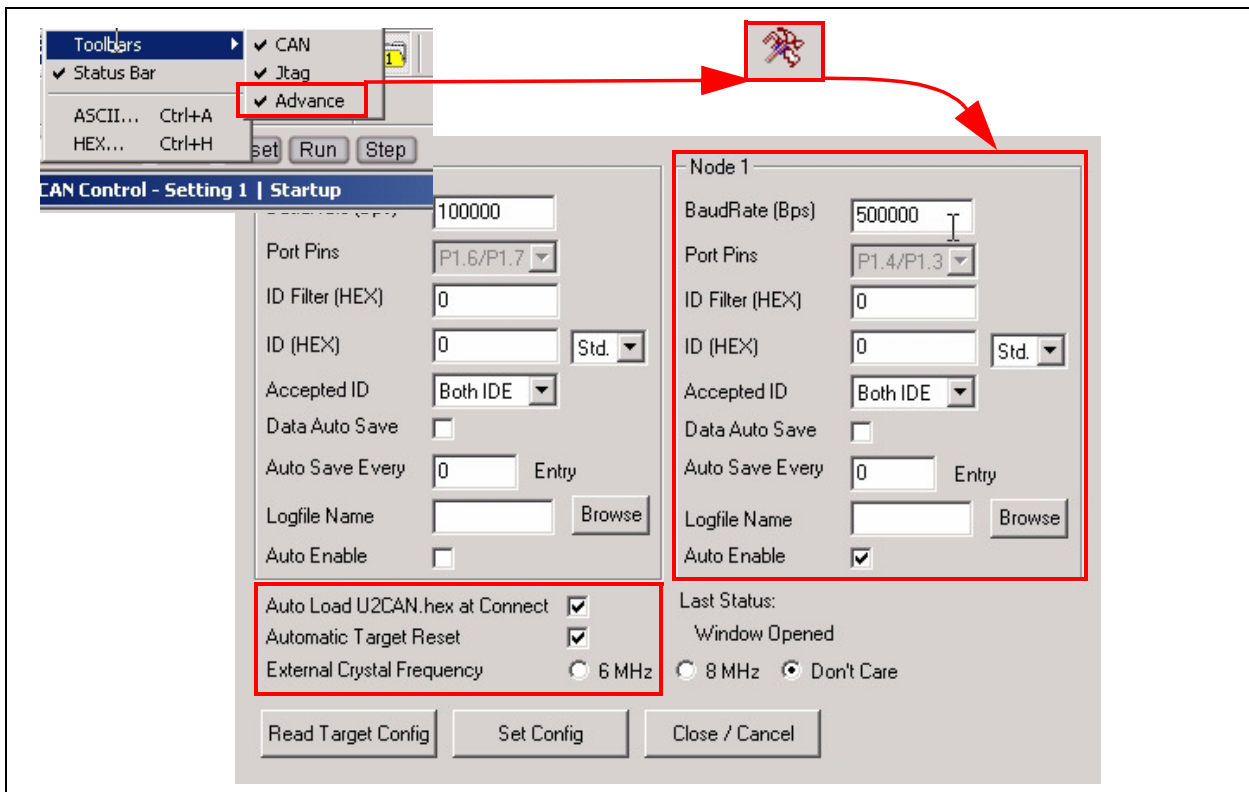 Toolbars
CAN
Status Bar
Jtag
Advance
ASCII... Ctrl+A
HEX... Ctrl+H
set Run Step
CAN Control - Setting 1 | Startup
100000
Port Pins P1.6/P1.7
ID Filter (HEX) 0
ID (HEX) 0 Std.
Accepted ID Both IDE
Data Auto Save
Auto Save Every 0 Entry
Logfile Name Browse
Auto Enable
Node 1
BaudRate (Bps) 500000
Port Pins P1.4/P1.3
ID Filter (HEX) 0
ID (HEX) 0 Std.
Accepted ID Both IDE
Data Auto Save
Auto Save Every 0 Entry
Logfile Name Browse
Auto Enable
Auto Load U2CAN.hex at Connect
Automatic Target Reset
External Crystal Frequency 6 MHz 8 MHz Don't Care
Last Status:
Window Opened
Read Target Config Set Config Close / Cancel